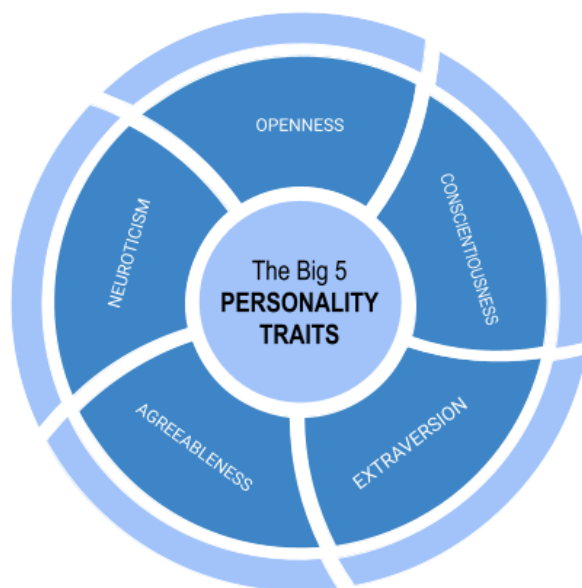 OPENNESS
CONSCIENTIOUSNESS
EXTRAVERSION
AGREEABLENESS
NEUROTICISM
The Big 5
PERSONALITY
TRAITS